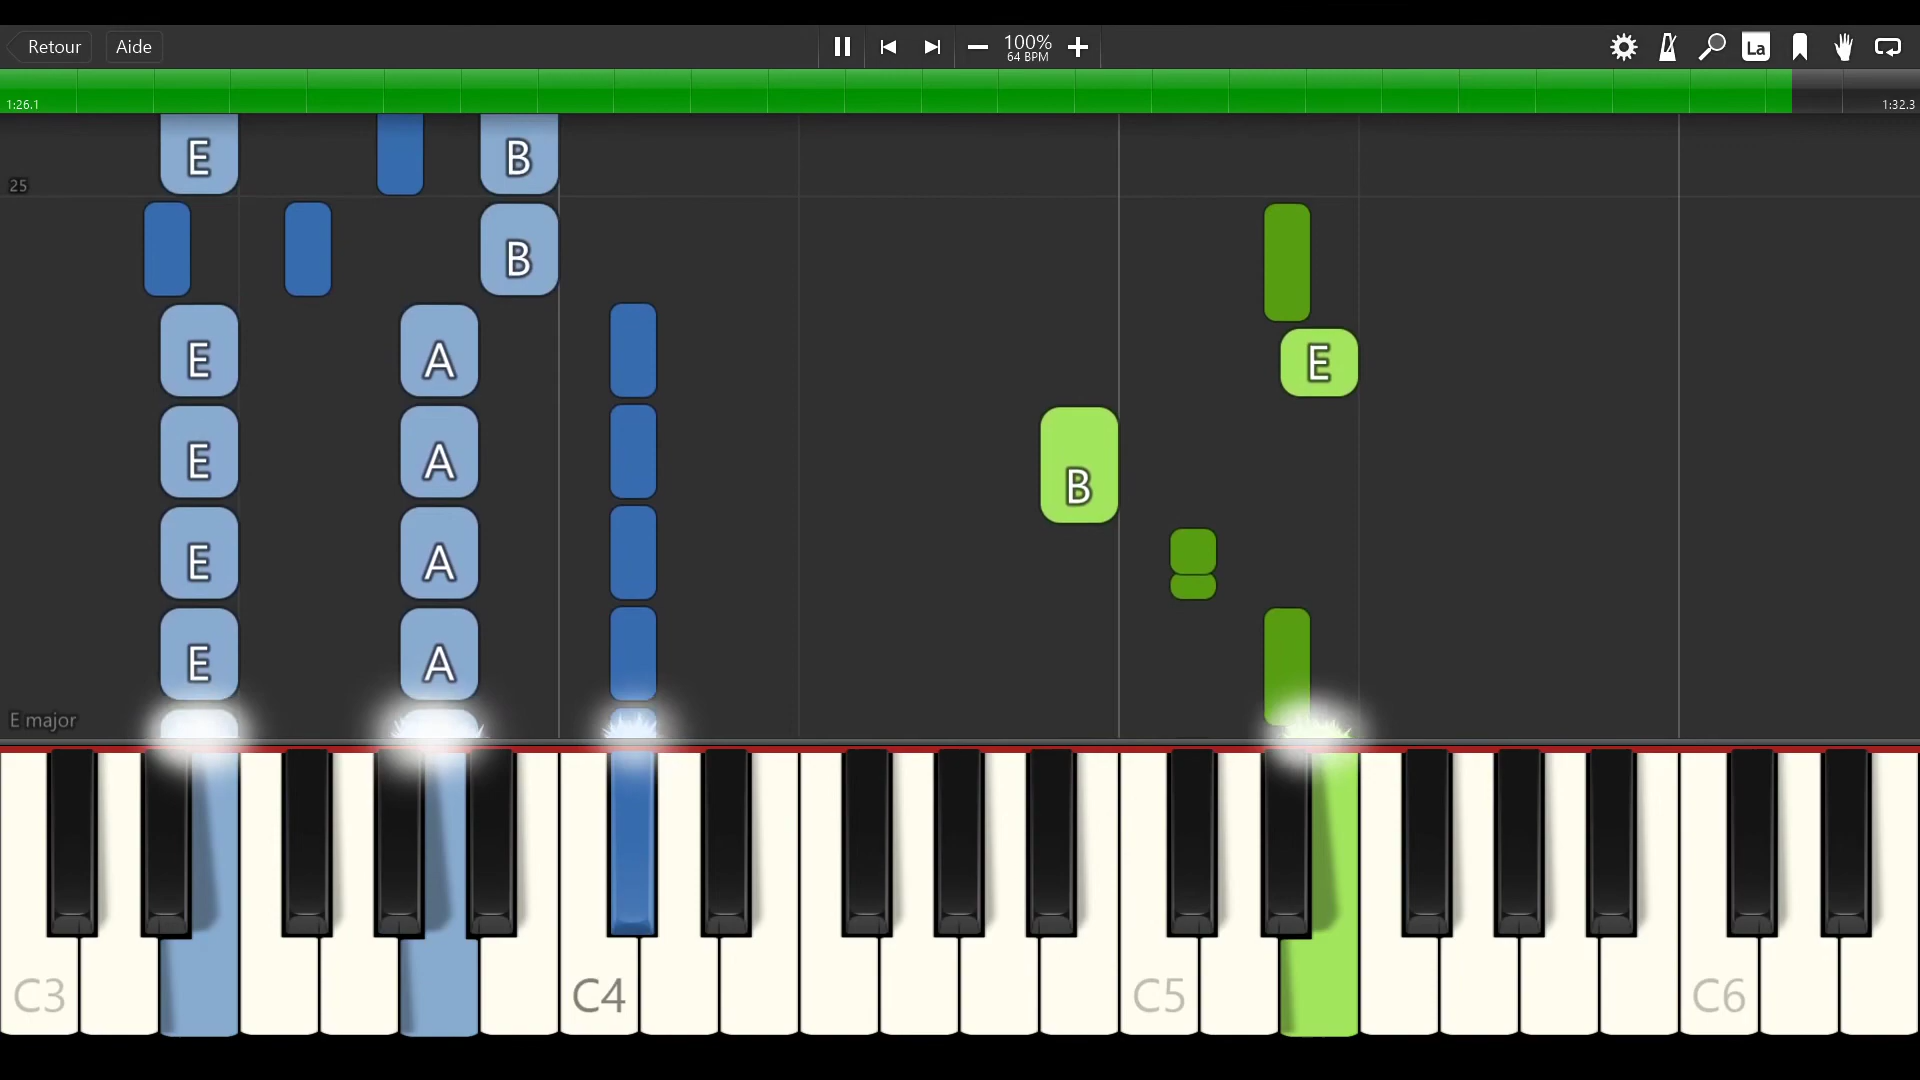 Retour
Aide
100%
64 BPM
La
1:26.1
1:32.3
E
B
25
B
E
A
E
E
A
B
E
A
E
A
E major
C3
C4
C5
C6